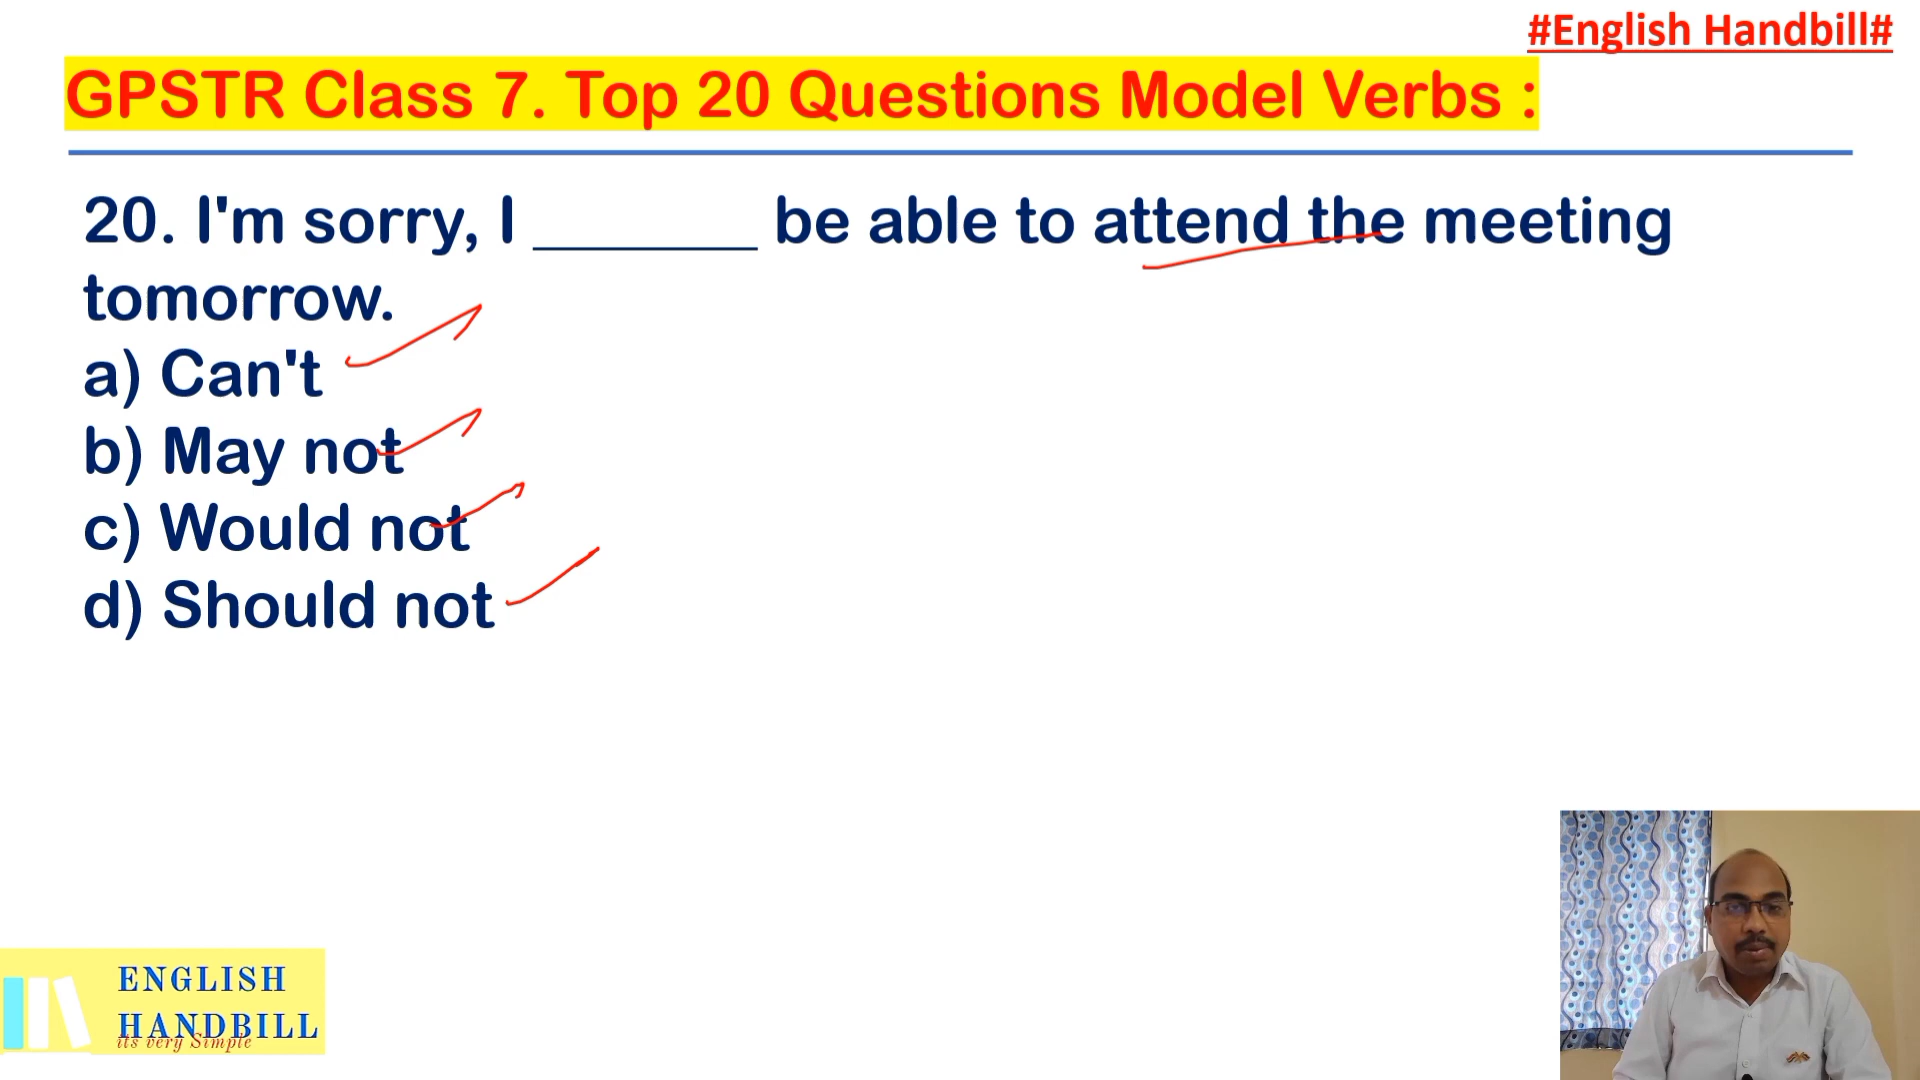 #English Handbill#
GPSTR Class 7. Top 20 Questions Model Verbs :
20. I'm sorry, I _______ be able to attend the meeting
tomorrow.
a) Can't
b) May not
c) Would not
d) Should not
ENGLISH
HANDBILL
its very Simple